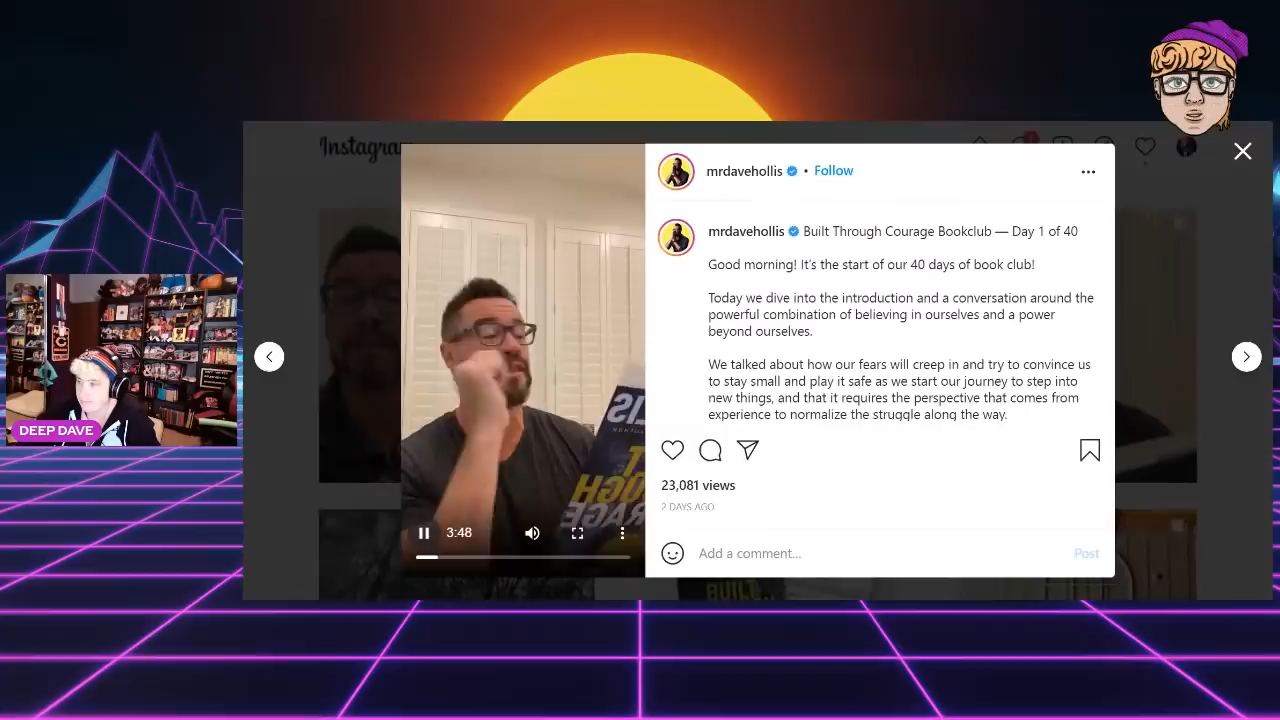 Instagram
mrdavehollis • Follow
mrdavehollis Built Through Courage Bookclub — Day 1 of 40
Good morning! It's the start of our 40 days of book club!
Today we dive into the introduction and a conversation around the
powerful combination of believing in ourselves and a power
beyond ourselves.
We talked about how our fears will creep in and try to convince us
to stay small and play it safe as we start our journey to step into
new things, and that it requires the perspective that comes from
experience to normalize the struggle along the way.
23,081 views
2 DAYS AGO
Add a comment... Post
3:48
DEEP DAVE
BUILT